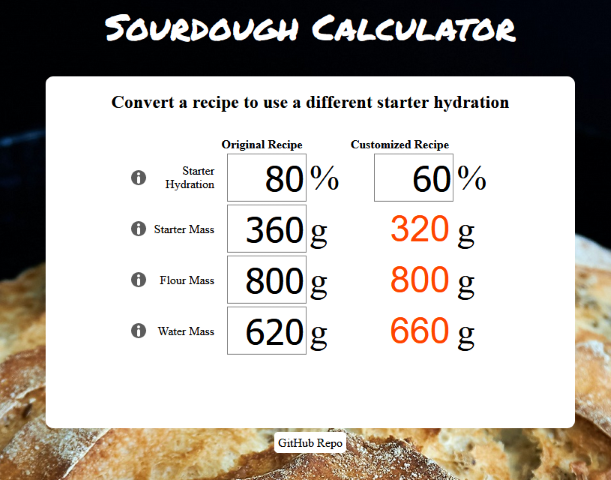 Sourdough Calculator
Convert a recipe to use a different starter hydration
Original Recipe Customized Recipe
Starter Hydration 80 % 60 %
Starter Mass 360 g 320 g
Flour Mass 800 g 800 g
Water Mass 620 g 660 g
GitHub Repo